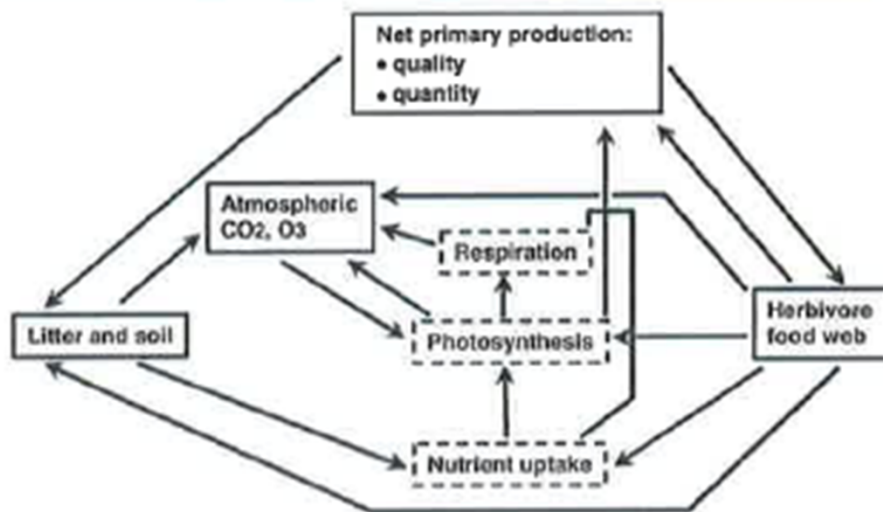 Net primary production:
• quality
• quantity
Atmospheric
CO2, O3
Respiration
Herbivore
food web
Litter and soil
Photosynthesis
Nutrient uptake